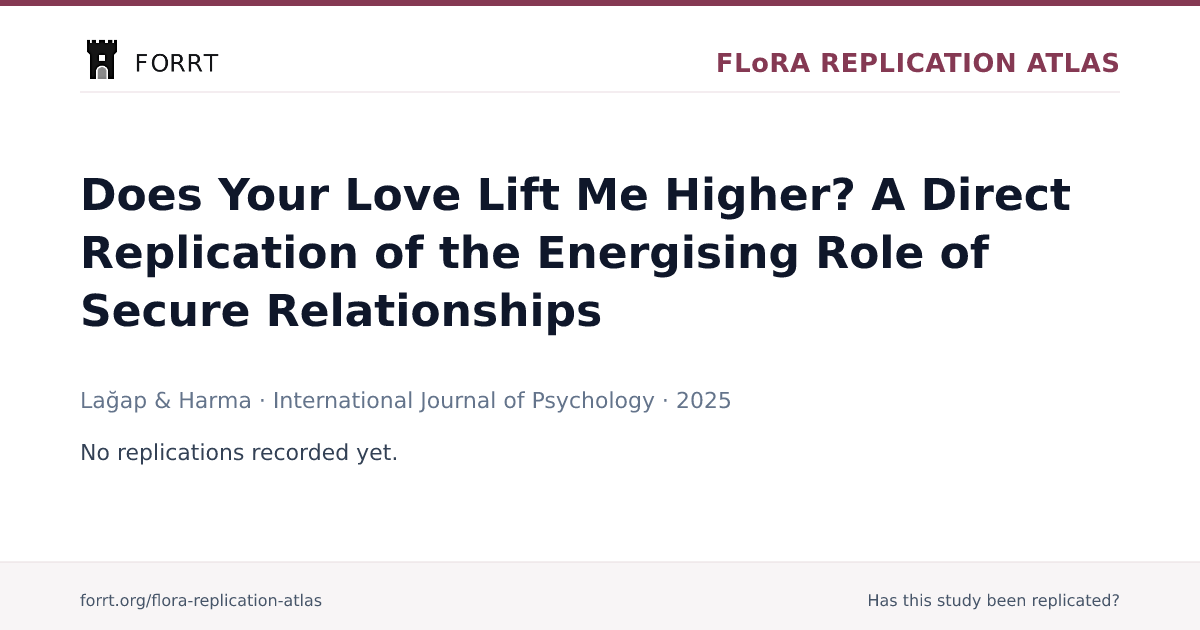 FORRT
FLoRA REPLICATION ATLAS
Does Your Love Lift Me Higher? A Direct
Replication of the Energising Role of
Secure Relationships
Lağap & Harma · International Journal of Psychology · 2025
No replications recorded yet.
forrt.org/flora-replication-atlas
Has this study been replicated?